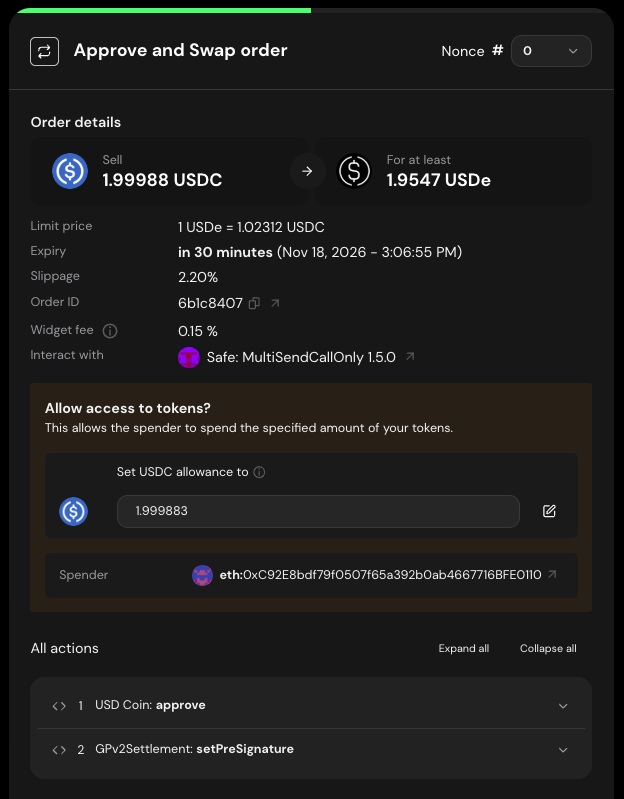 Approve and Swap order
Nonce # 0
Order details
Sell
1.99988 USDC
For at least
1.9547 USDe
Limit price 1 USDe = 1.02312 USDC
Expiry in 30 minutes (Nov 18, 2026 - 3:06:55 PM)
Slippage 2.20%
Order ID 6b1c8407
Widget fee 0.15 %
Interact with Safe: MultiSendCallOnly 1.5.0
Allow access to tokens?
This allows the spender to spend the specified amount of your tokens.
Set USDC allowance to
1.999883
Spender eth:0xC92E8bdf79f0507f65a392b0ab4667716BFE0110
All actions Expand all Collapse all
1 USD Coin: approve
2 GPv2Settlement: setPreSignature